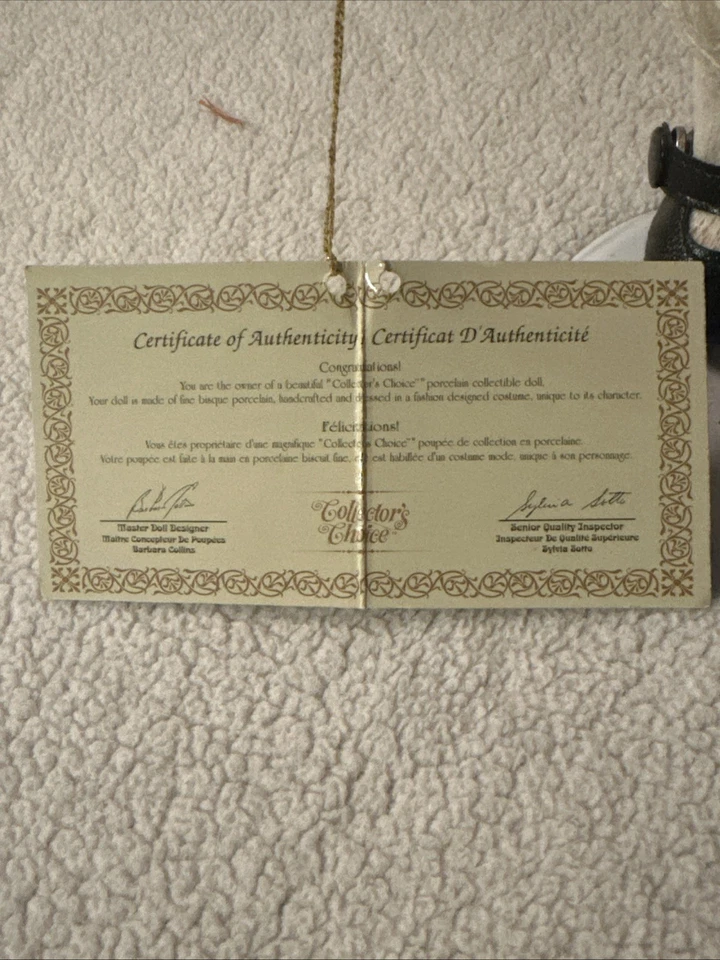 Certificate of Authenticity Certificat D'Authenticité
Congratulations!
You are the owner of a beautiful "Collector's Choice™" porcelain collectible doll.
Your doll is made of fine bisque porcelain, handcrafted and dressed in a fashion designed costume, unique to its character.
Félicitations!
Vous êtes propriétaire d'une magnifique "Collector's Choice™" poupée de collection en porcelaine.
Votre poupée est faite à la main en porcelaine biscuit fine, et est habillée d'un costume mode, unique à son personnage.
Collector's
Choice™
Master Doll Designer
Maître Concepteur De Poupées
Barbara Collins
Sylvia Sotto
Senior Quality Inspector
Inspecteur De Qualité Supérieure
Sylvia Sotto